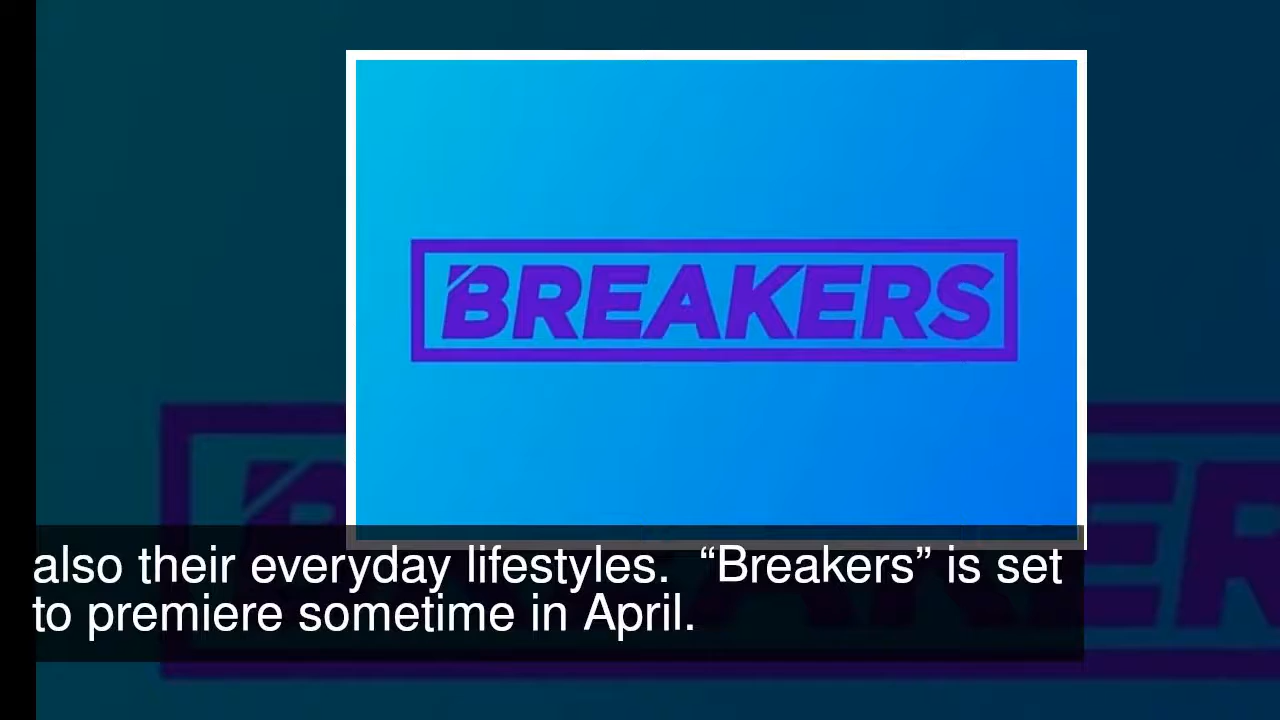 BREAKERS
also their everyday lifestyles.  “Breakers” is set
to premiere sometime in April.